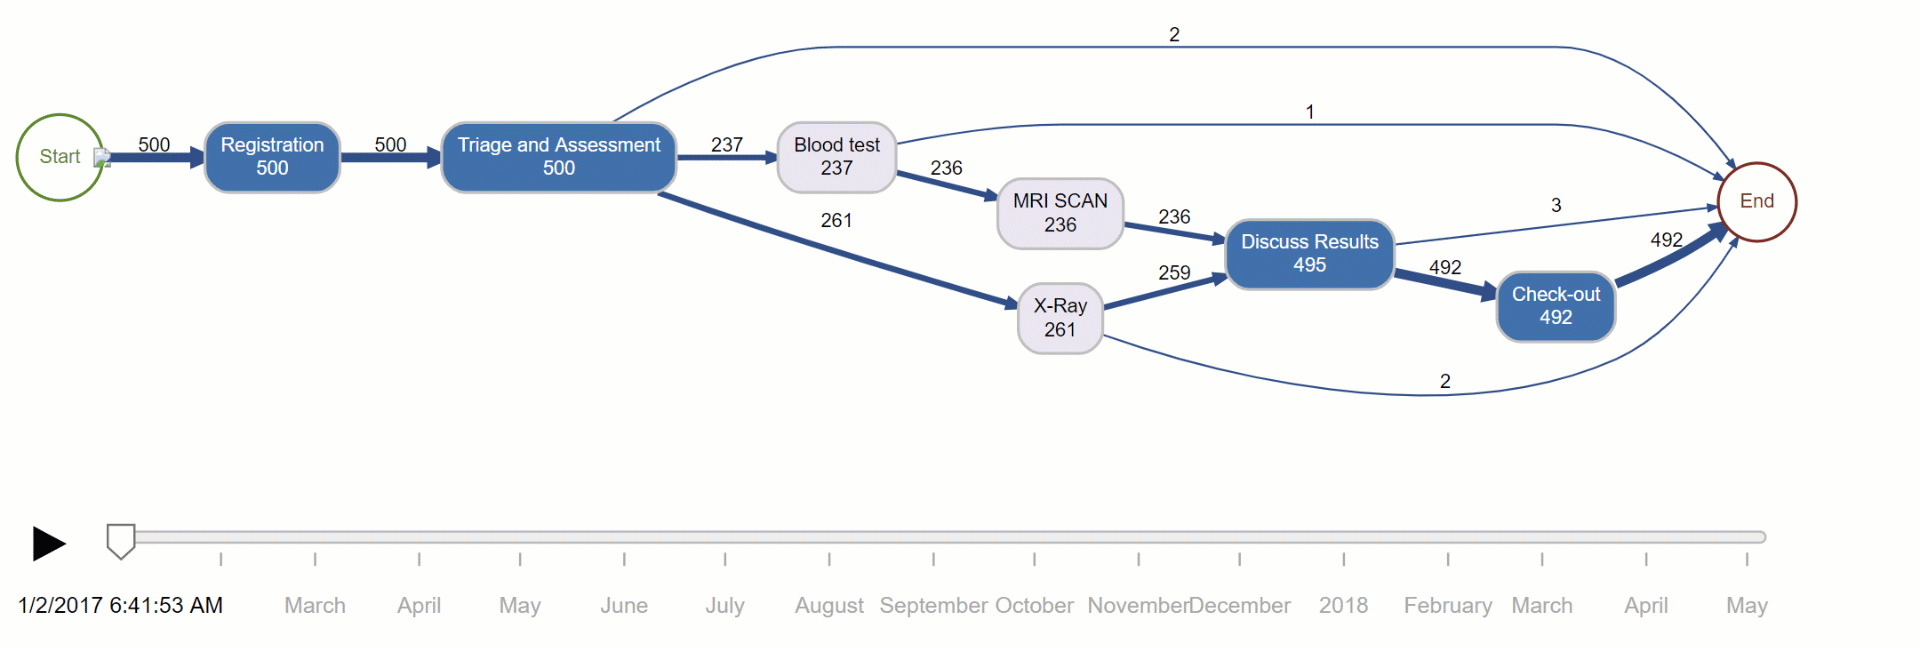 2
1
Start
500
Registration
500
500
Triage and Assessment
500
237
Blood test
237
236
MRI SCAN
236
236
261
X-Ray
261
259
Discuss Results
495
3
492
Check-out
492
492
End
2
1/2/2017 6:41:53 AM
March
April
May
June
July
August
September
October
November
December
2018
February
March
April
May